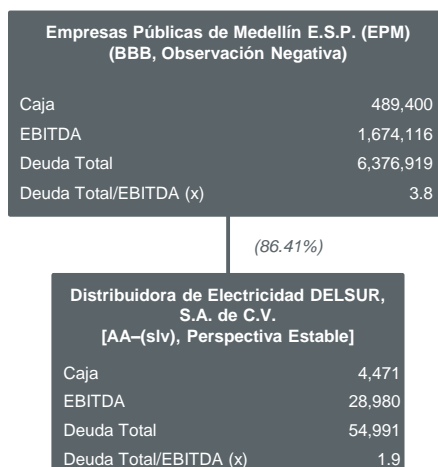 Empresas Públicas de Medellín E.S.P. (EPM)
(BBB, Observación Negativa)
Caja 489,400
EBITDA 1,674,116
Deuda Total 6,376,919
Deuda Total/EBITDA (x) 3.8
(86.41%)
Distribuidora de Electricidad DELSUR,
S.A. de C.V.
[AA–(slv), Perspectiva Estable]
Caja 4,471
EBITDA 28,980
Deuda Total 54,991
Deuda Total/EBITDA (x) 1.9